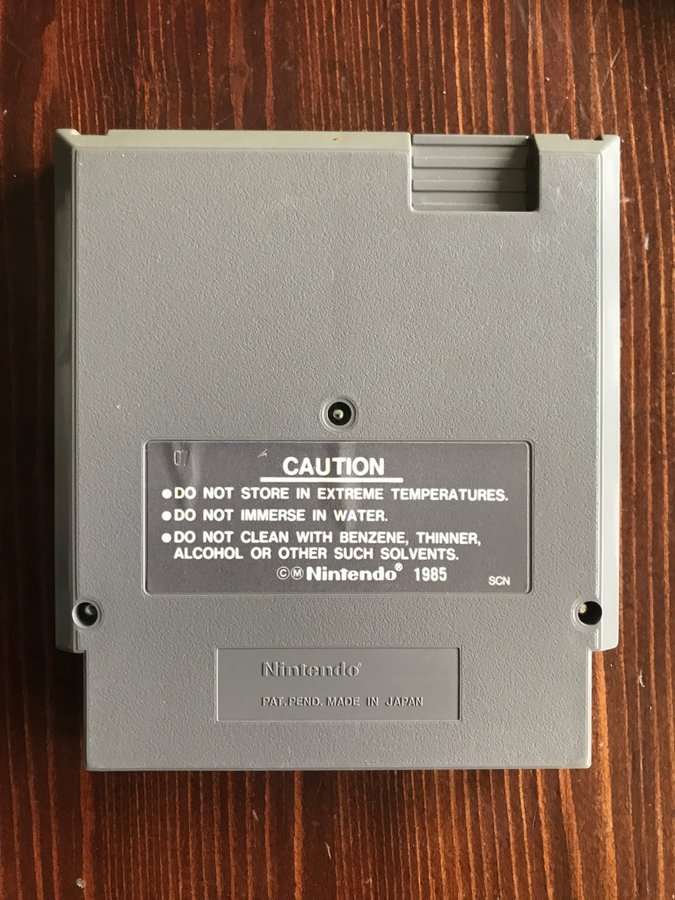 07
CAUTION
●DO NOT STORE IN EXTREME TEMPERATURES.
●DO NOT IMMERSE IN WATER.
●DO NOT CLEAN WITH BENZENE, THINNER,
ALCOHOL OR OTHER SUCH SOLVENTS.
ⒸⓂNintendo® 1985
SCN
Nintendo®
PAT.PEND. MADE IN JAPAN